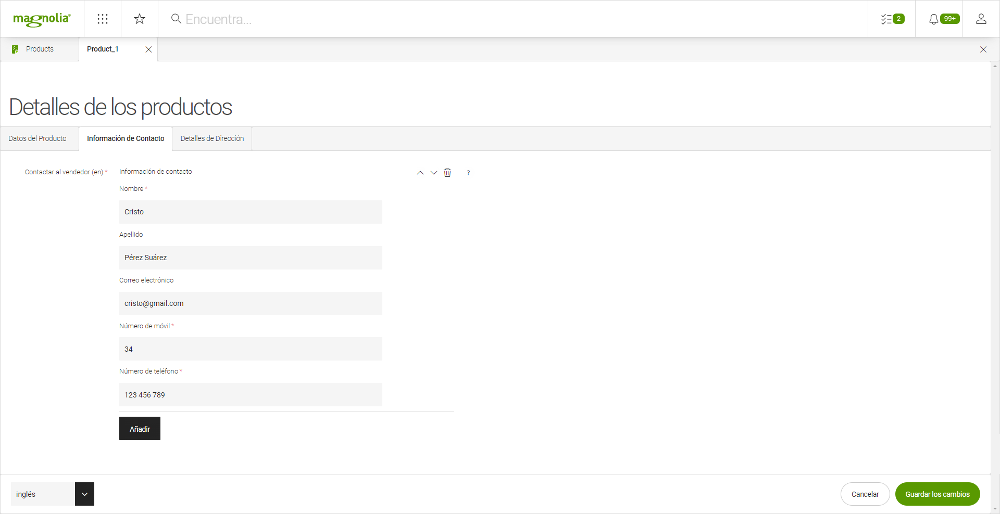 magnolia®
Encuentra...
2
99+
Products
Product_1
Detalles de los productos
Datos del Producto
Información de Contacto
Detalles de Dirección
Contactar al vendedor (en) *
Información de contacto
?
Nombre *
Cristo
Apellido
Pérez Suárez
Correo electrónico
cristo@gmail.com
Número de móvil *
34
Número de teléfono *
123 456 789
Añadir
inglés
Cancelar
Guardar los cambios